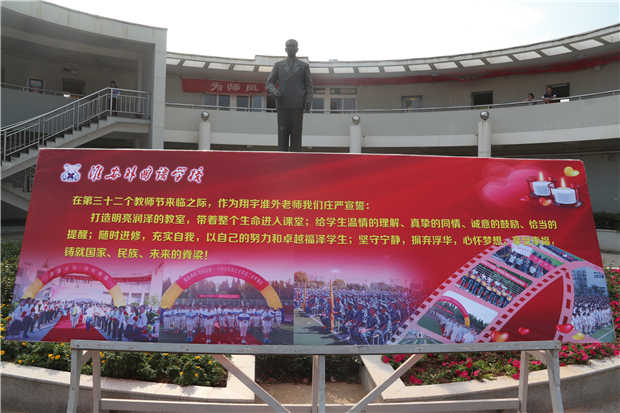 为师风
淮安外国语学校
在第三十二个教师节来临之际，作为翔宇淮外老师我们庄严宣誓：
打造明亮润泽的教室，带着整个生命进入课堂；给学生温情的理解、真挚的同情、诚意的鼓励、恰当的
提醒；随时进修，充实自我，以自己的努力和卓越福泽学生；坚守宁静，摒弃浮华，心怀梦想，享受幸福，
铸就国家、民族、未来的脊梁！